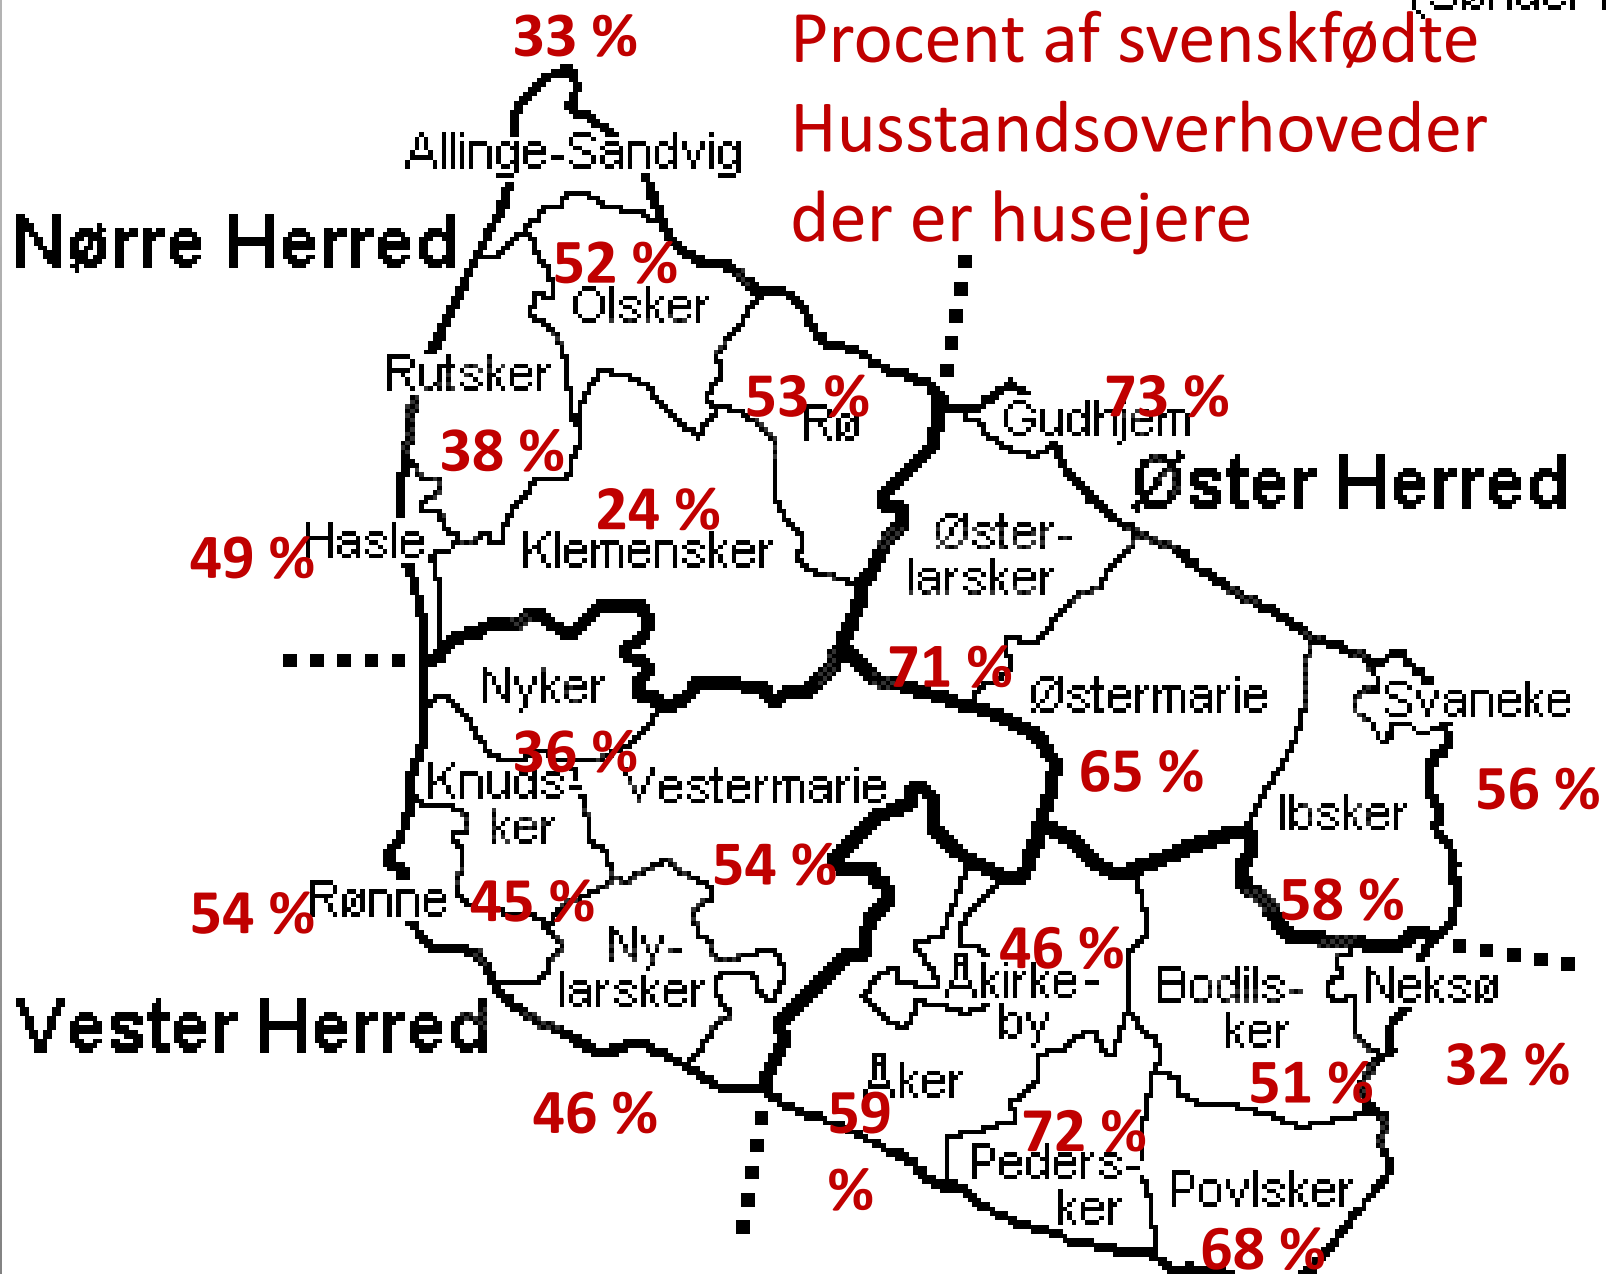 33 %
Procent af svenskfødte
Husstandsoverhoveder
der er husejere
Allinge-Sandvig
Nørre Herred
52 %
Olsker
Rutsker
53 %
Rø
73 %
Gudhjem
38 %
Øster Herred
24 %
Klemensker
49 %
Hasle
Øster-
larsker
71 %
Nyker
Østermarie
Svaneke
36 %
65 %
56 %
Knuds-
ker
Vestermarie
Ibsker
54 %
58 %
54 %
Rønne
45 %
46 %
Ny-
larsker
Åkirke-
by
Bodils-
ker
Neksø
Vester Herred
51 %
32 %
Åker
46 %
59
%
72 %
Peders-
ker
Povlsker
68 %